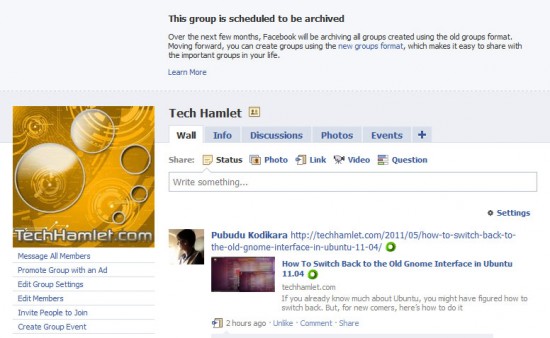 This group is scheduled to be archived
Over the next few months, Facebook will be archiving all groups created using the old groups format.
Moving forward, you can create groups using the new groups format, which makes it easy to share with
the important groups in your life.
Learn More
Tech Hamlet
Wall Info Discussions Photos Events +
Share: Status Photo Link Video Question
Write something...
Settings
TechHamlet.com
Message All Members
Promote Group with an Ad
Edit Group Settings
Edit Members
Invite People to Join
Create Group Event
Pubudu Kodikara http://techhamlet.com/2011/05/how-to-switch-back-to-
the-old-gnome-interface-in-ubuntu-11-04/
How To Switch Back to the Old Gnome Interface in Ubuntu
11.04
techhamlet.com
If you already know much about Ubuntu, you might have figured how to
switch back. But, for new comers, here's how to do it
2 hours ago · Unlike · Comment · Share